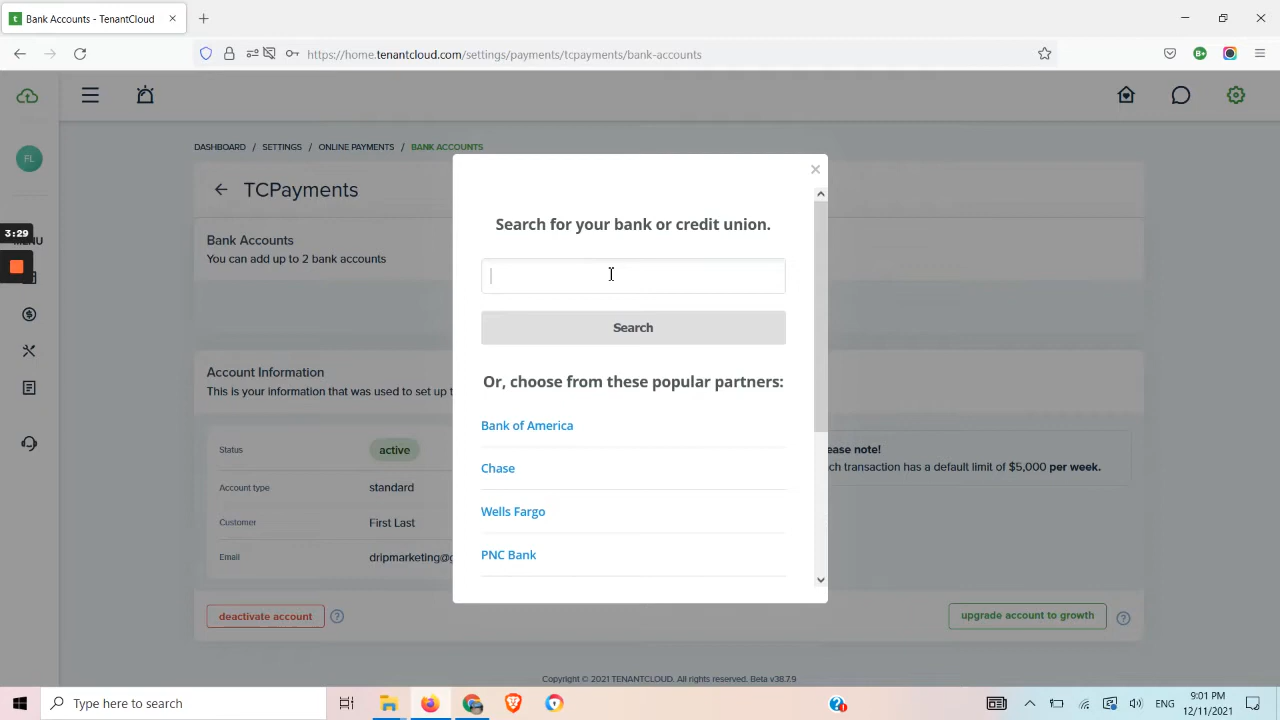 Bank Accounts - TenantCloud
https://home.tenantcloud.com/settings/payments/tcpayments/bank-accounts
FL
3:29
MENU
DASHBOARD / SETTINGS / ONLINE PAYMENTS / BANK ACCOUNTS
TCPayments
Bank Accounts
You can add up to 2 bank accounts
Account Information
This is your information that was used to set up t
Status active
Account type standard
Customer First Last
Email dripmarketing@g
deactivate account
Search for your bank or credit union.
Search
Or, choose from these popular partners:
Bank of America
Chase
Wells Fargo
PNC Bank
ease note!
ch transaction has a default limit of $5,000 per week.
upgrade account to growth
Copyright © 2021 TENANTCLOUD. All rights reserved. Beta v38.7.9
Type here to search
ENG
9:01 PM
12/11/2021